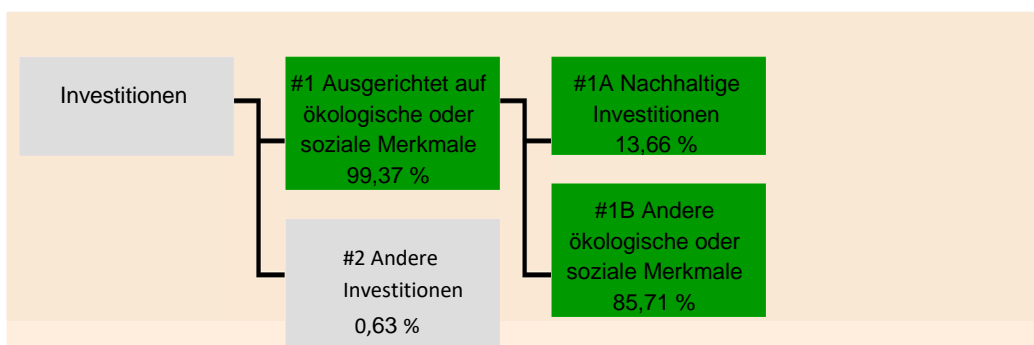 Investitionen
#1 Ausgerichtet auf
ökologische oder
soziale Merkmale
99,37 %
#2 Andere
Investitionen
0,63 %
#1A Nachhaltige
Investitionen
13,66 %
#1B Andere
ökologische oder
soziale Merkmale
85,71 %